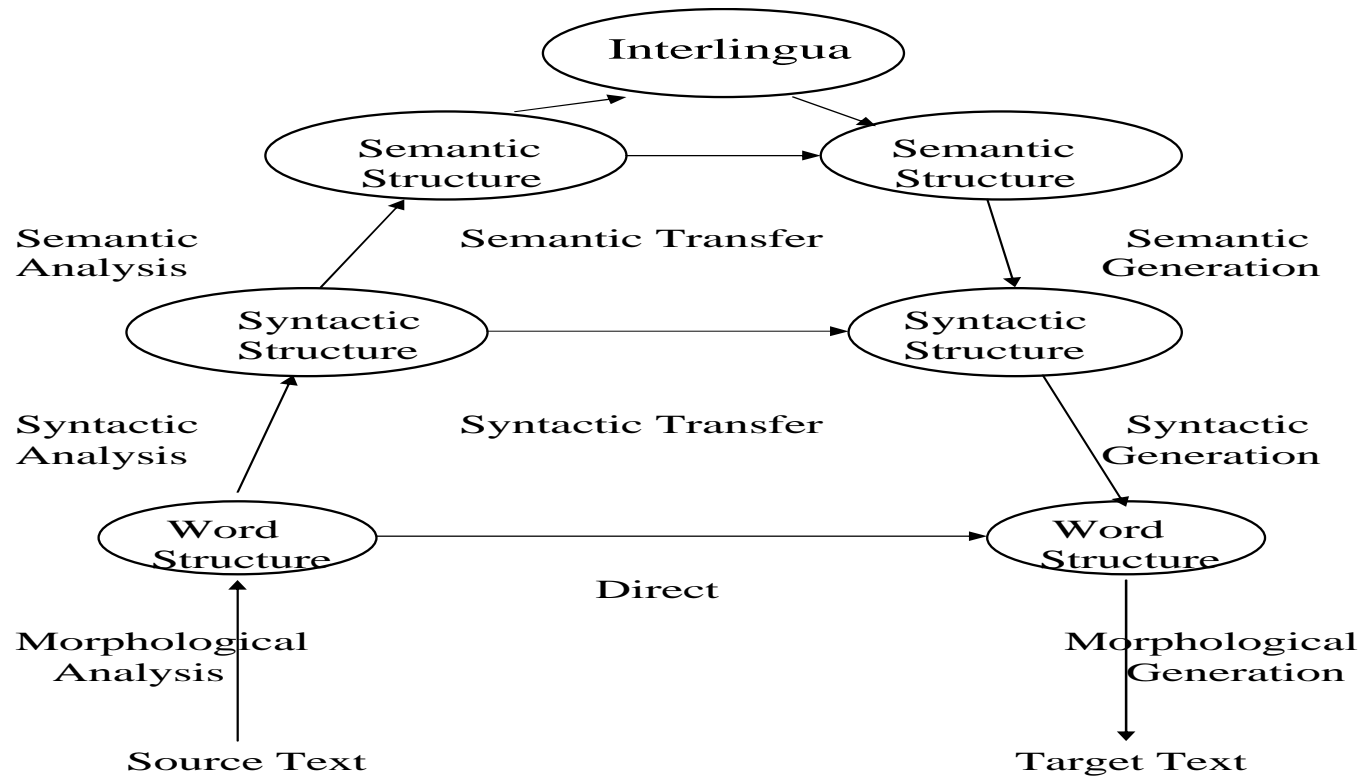 Interlingua
Semantic
Structure
Semantic
Structure
Semantic
Analysis
Semantic Transfer
Semantic
Generation
Syntactic
Structure
Syntactic
Structure
Syntactic
Analysis
Syntactic Transfer
Syntactic
Generation
Word
Structure
Word
Structure
Direct
Morphological
Analysis
Morphological
Generation
Source Text
Target Text